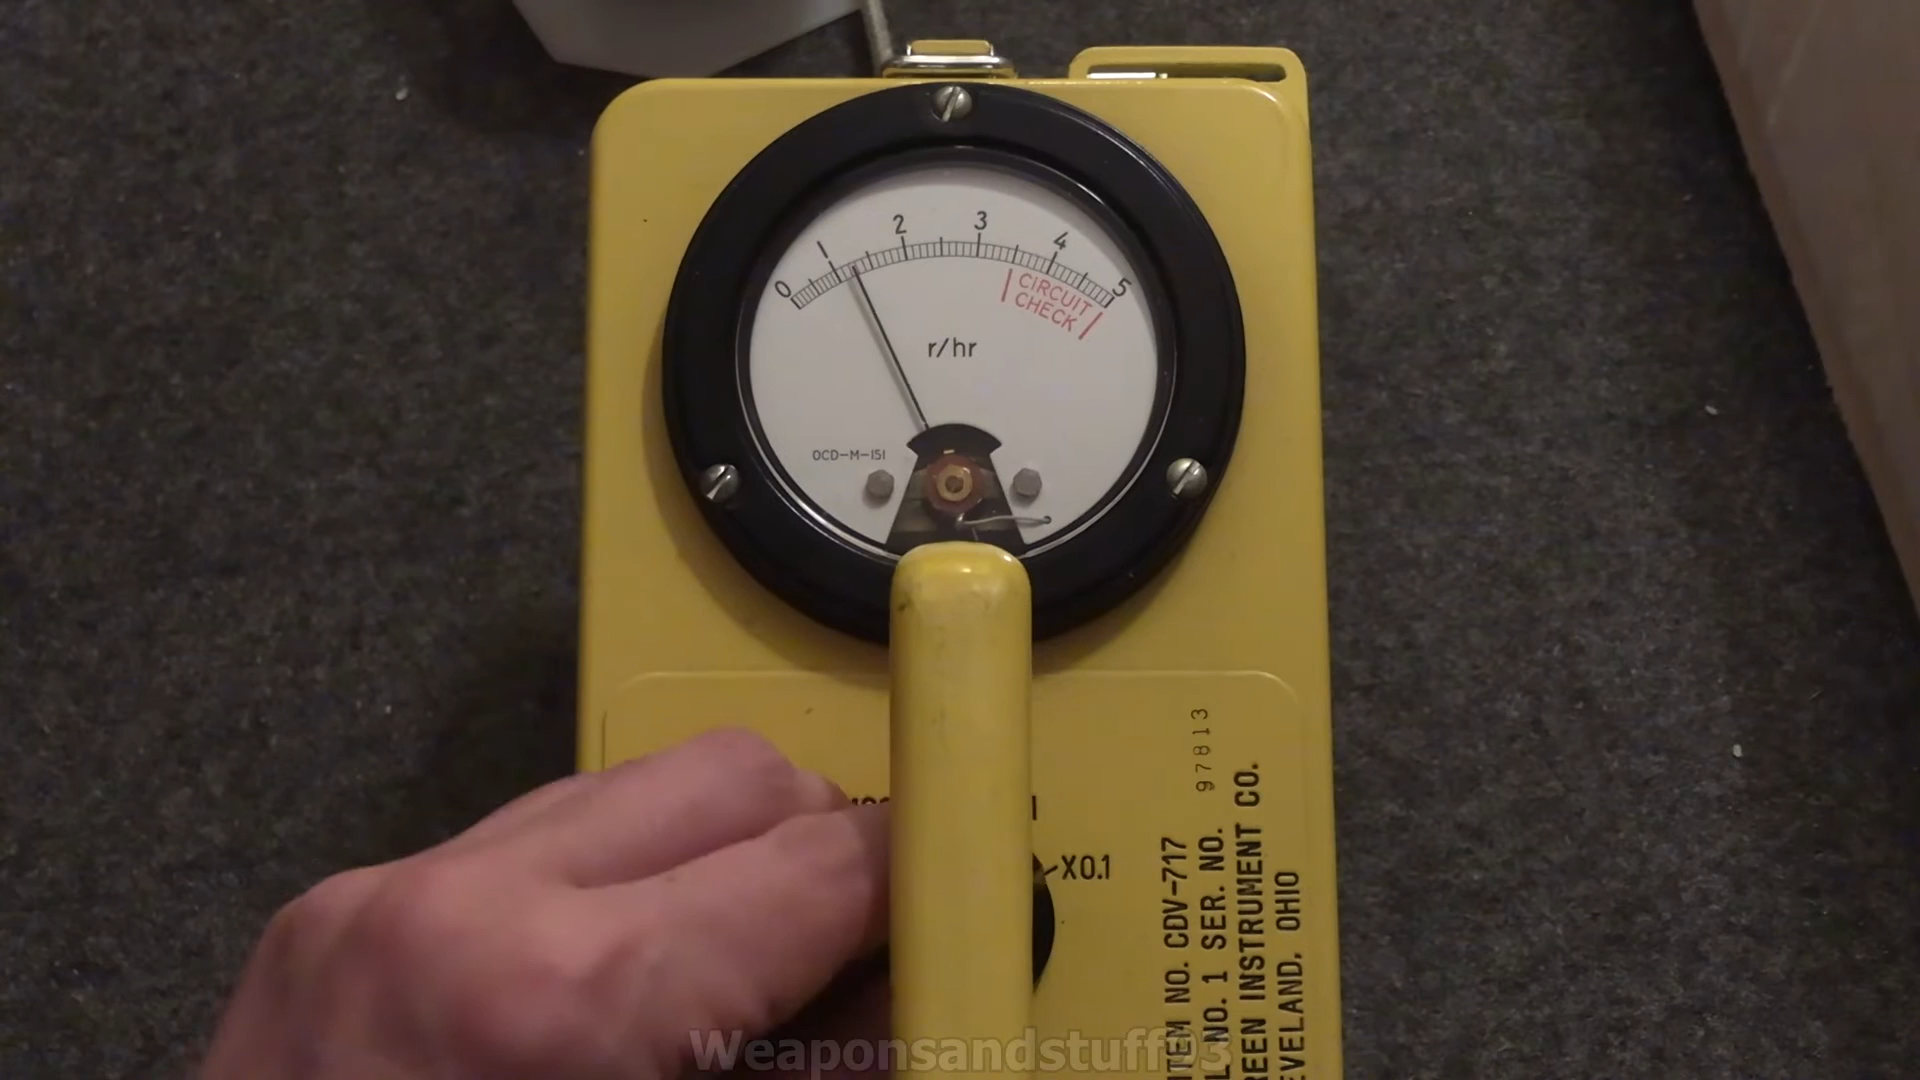 0 1 2 3 4 5
CIRCUIT
CHECK
r/hr
OCD-M-151
X0.1
ITEM NO. CDV-717
NO. 1 SER. NO. 97813
REEN INSTRUMENT CO.
EVELAND, OHIO
Weaponsandstuff93